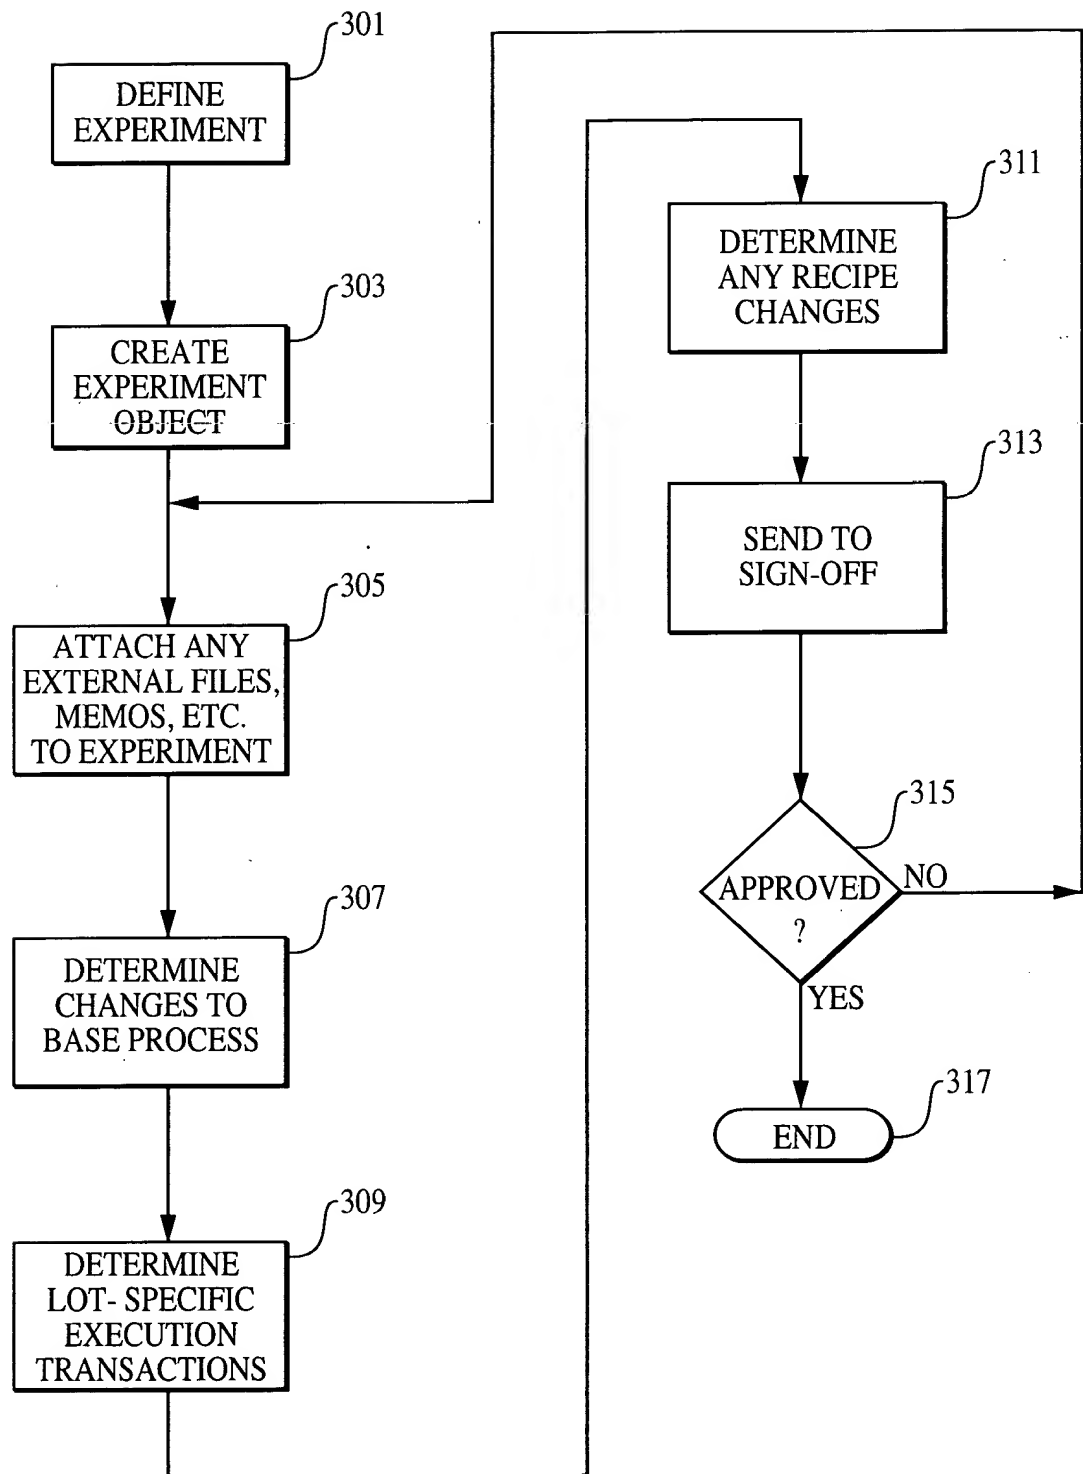 301
DEFINE
EXPERIMENT
303
CREATE
EXPERIMENT
OBJECT
305
ATTACH ANY
EXTERNAL FILES,
MEMOS, ETC.
TO EXPERIMENT
307
DETERMINE
CHANGES TO
BASE PROCESS
309
DETERMINE
LOT- SPECIFIC
EXECUTION
TRANSACTIONS
311
DETERMINE
ANY RECIPE
CHANGES
313
SEND TO
SIGN-OFF
315
APPROVED
?
NO
YES
317
END